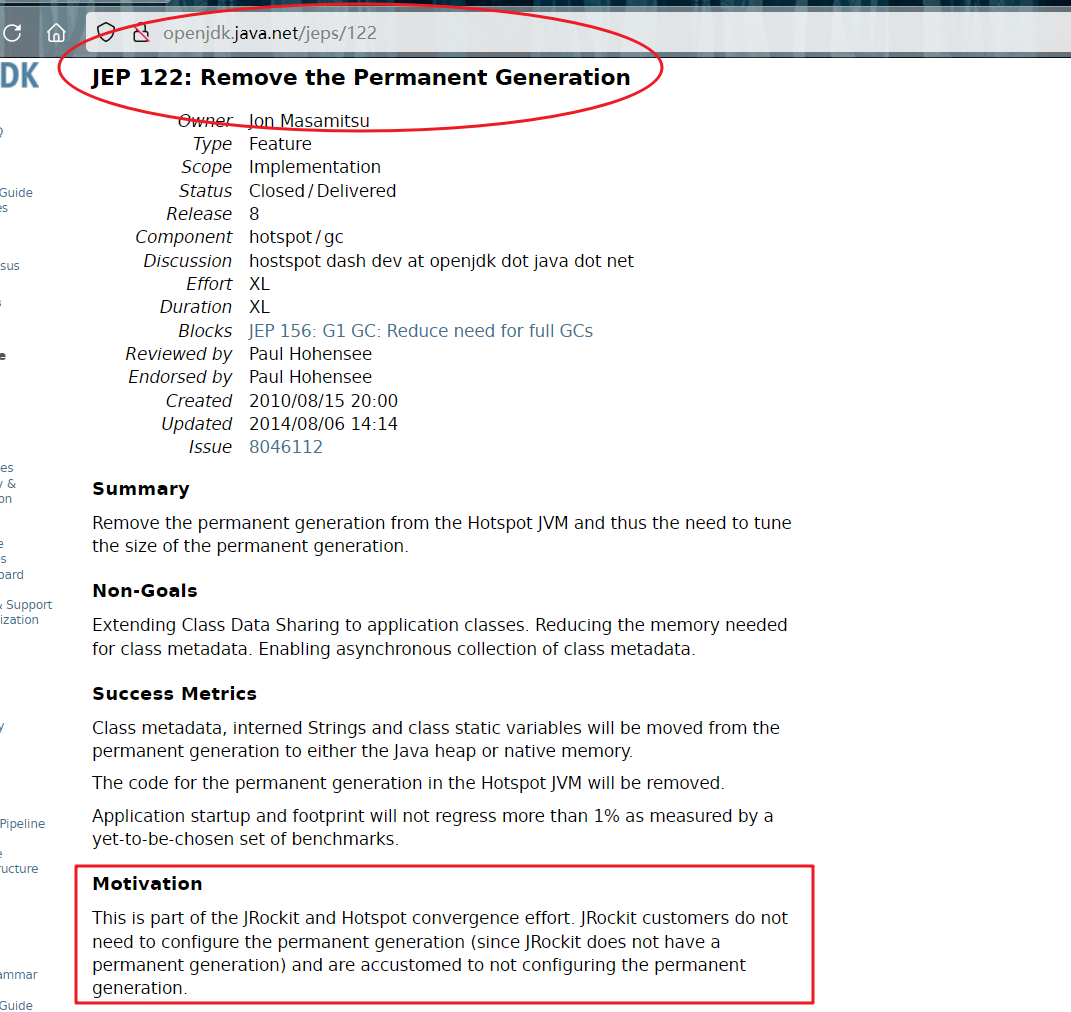 openjdk.java.net/jeps/122
DK
JEP 122: Remove the Permanent Generation
Owner Jon Masamitsu
Type Feature
Scope Implementation
Status Closed / Delivered
Release 8
Component hotspot / gc
Discussion hostspot dash dev at openjdk dot java dot net
Effort XL
Duration XL
Blocks JEP 156: G1 GC: Reduce need for full GCs
Reviewed by Paul Hohensee
Endorsed by Paul Hohensee
Created 2010/08/15 20:00
Updated 2014/08/06 14:14
Issue 8046112
Summary
Remove the permanent generation from the Hotspot JVM and thus the need to tune
the size of the permanent generation.
Non-Goals
Extending Class Data Sharing to application classes. Reducing the memory needed
for class metadata. Enabling asynchronous collection of class metadata.
Success Metrics
Class metadata, interned Strings and class static variables will be moved from the
permanent generation to either the Java heap or native memory.
The code for the permanent generation in the Hotspot JVM will be removed.
Application startup and footprint will not regress more than 1% as measured by a
yet-to-be-chosen set of benchmarks.
Motivation
This is part of the JRockit and Hotspot convergence effort. JRockit customers do not
need to configure the permanent generation (since JRockit does not have a
permanent generation) and are accustomed to not configuring the permanent
generation.
Guide
sus
& Support
Pipeline
Guide